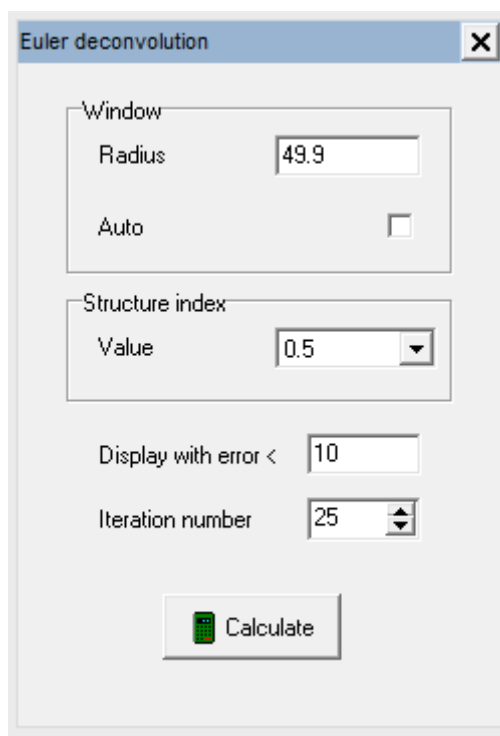 Euler deconvolution
Window
Radius 49.9
Auto
Structure index
Value 0.5
Display with error < 10
Iteration number 25
Calculate